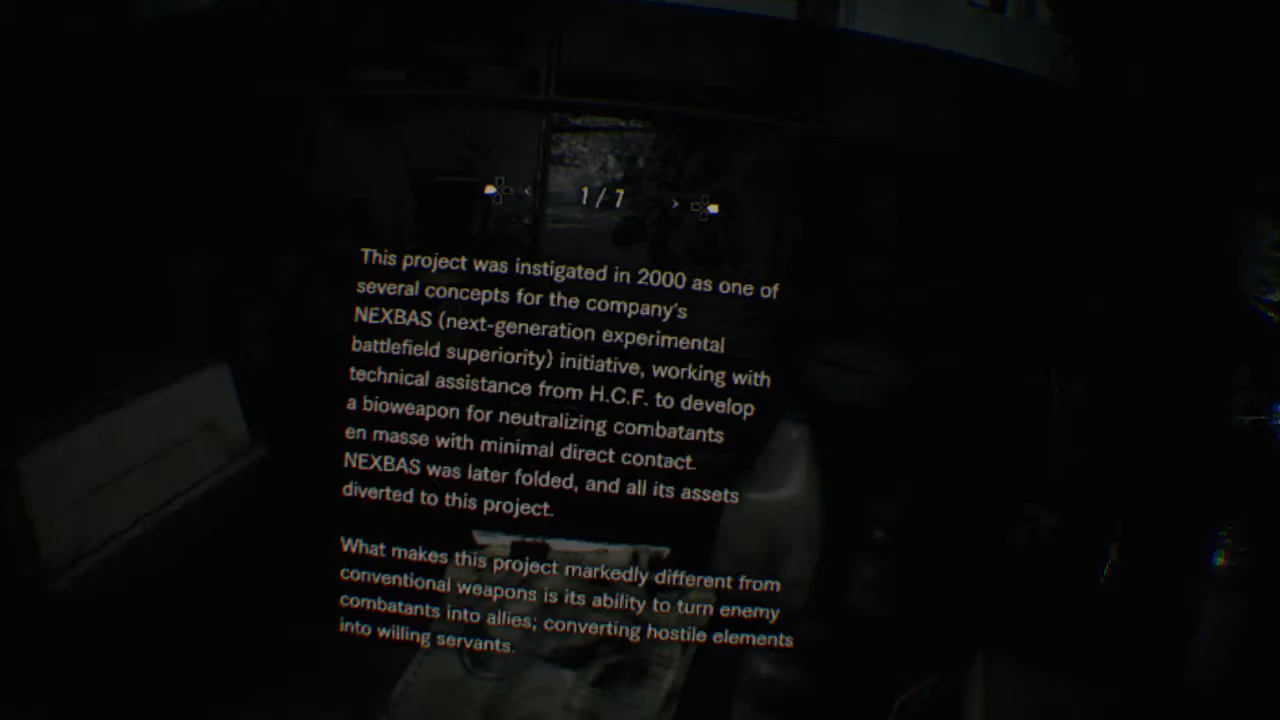 1 / 7
This project was instigated in 2000 as one of
several concepts for the company's
NEXBAS (next-generation experimental
battlefield superiority) initiative, working with
technical assistance from H.C.F. to develop
a bioweapon for neutralizing combatants
en masse with minimal direct contact.
NEXBAS was later folded, and all its assets
diverted to this project.
What makes this project markedly different from
conventional weapons is its ability to turn enemy
combatants into allies; converting hostile elements
into willing servants.